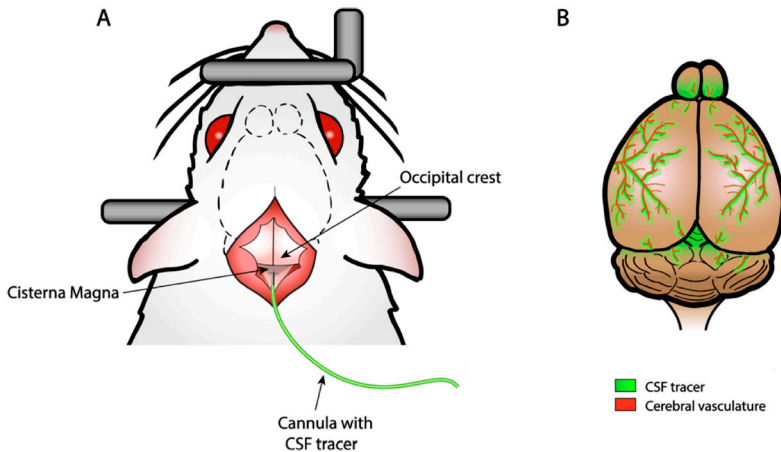 A
B
Occipital crest
Cisterna Magna
Cannula with
CSF tracer
CSF tracer
Cerebral vasculature